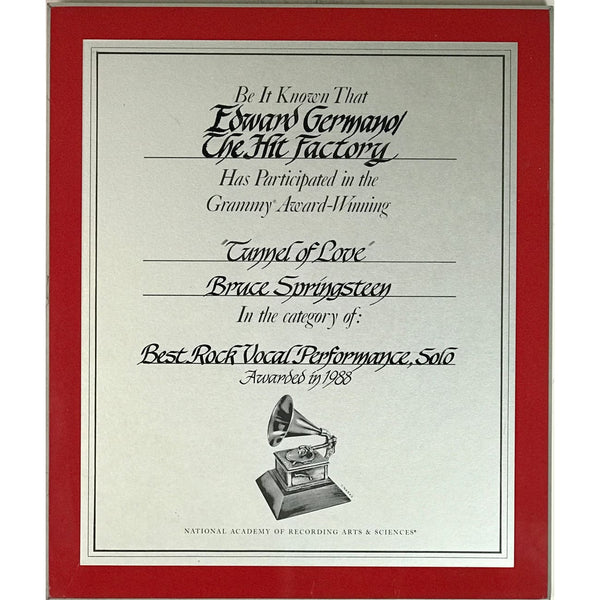 Be It Known That
Edward Germano/
The Hit Factory
Has Participated in the
Grammy® Award-Winning
"Tunnel of Love"
Bruce Springsteen
In the category of:
Best Rock Vocal Performance, Solo
Awarded in 1988
NATIONAL ACADEMY OF RECORDING ARTS & SCIENCES®